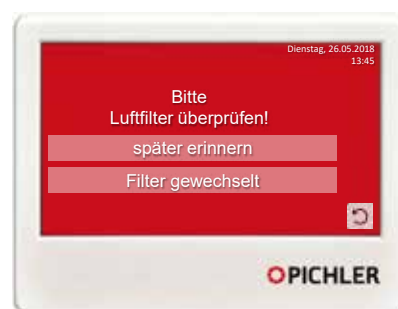 Dienstag, 26.05.2018
13:45
Bitte
Luftfilter überprüfen!
später erinnern
Filter gewechselt
PICHLER